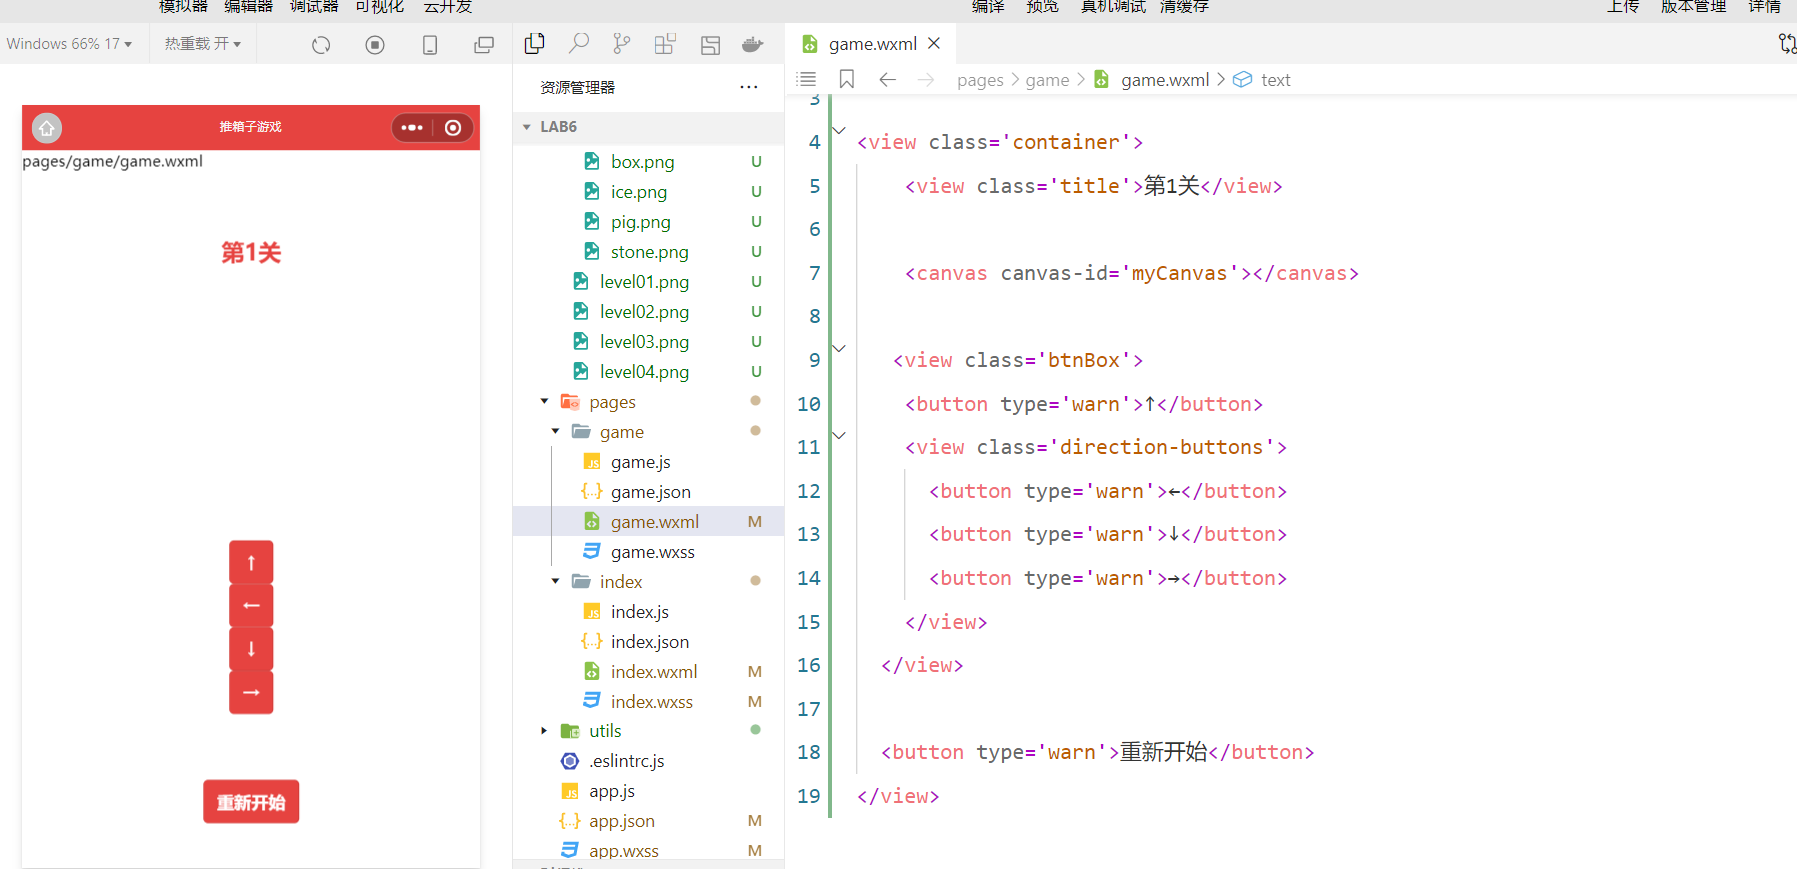 模拟器 编辑器 调试器 可视化 云开发 编译 预览 真机调试 清缓存 上传 版本管理 详情
Windows 66% 17 热重载 开
game.wxml
资源管理器
pages > game > game.wxml > text
LAB6
推箱子游戏
pages/game/game.wxml
第1关
↑
←
↓
→
重新开始
box.png U
ice.png U
pig.png U
stone.png U
level01.png U
level02.png U
level03.png U
level04.png U
pages
game
game.js
game.json
game.wxml M
game.wxss
index
index.js
index.json
index.wxml M
index.wxss M
utils
.eslintrc.js
app.js
app.json M
app.wxss M
3
4 <view class='container'>
5 <view class='title'>第1关</view>
6
7 <canvas canvas-id='myCanvas'></canvas>
8
9 <view class='btnBox'>
10 <button type='warn'>↑</button>
11 <view class='direction-buttons'>
12 <button type='warn'>←</button>
13 <button type='warn'>↓</button>
14 <button type='warn'>→</button>
15 </view>
16 </view>
17
18 <button type='warn'>重新开始</button>
19 </view>